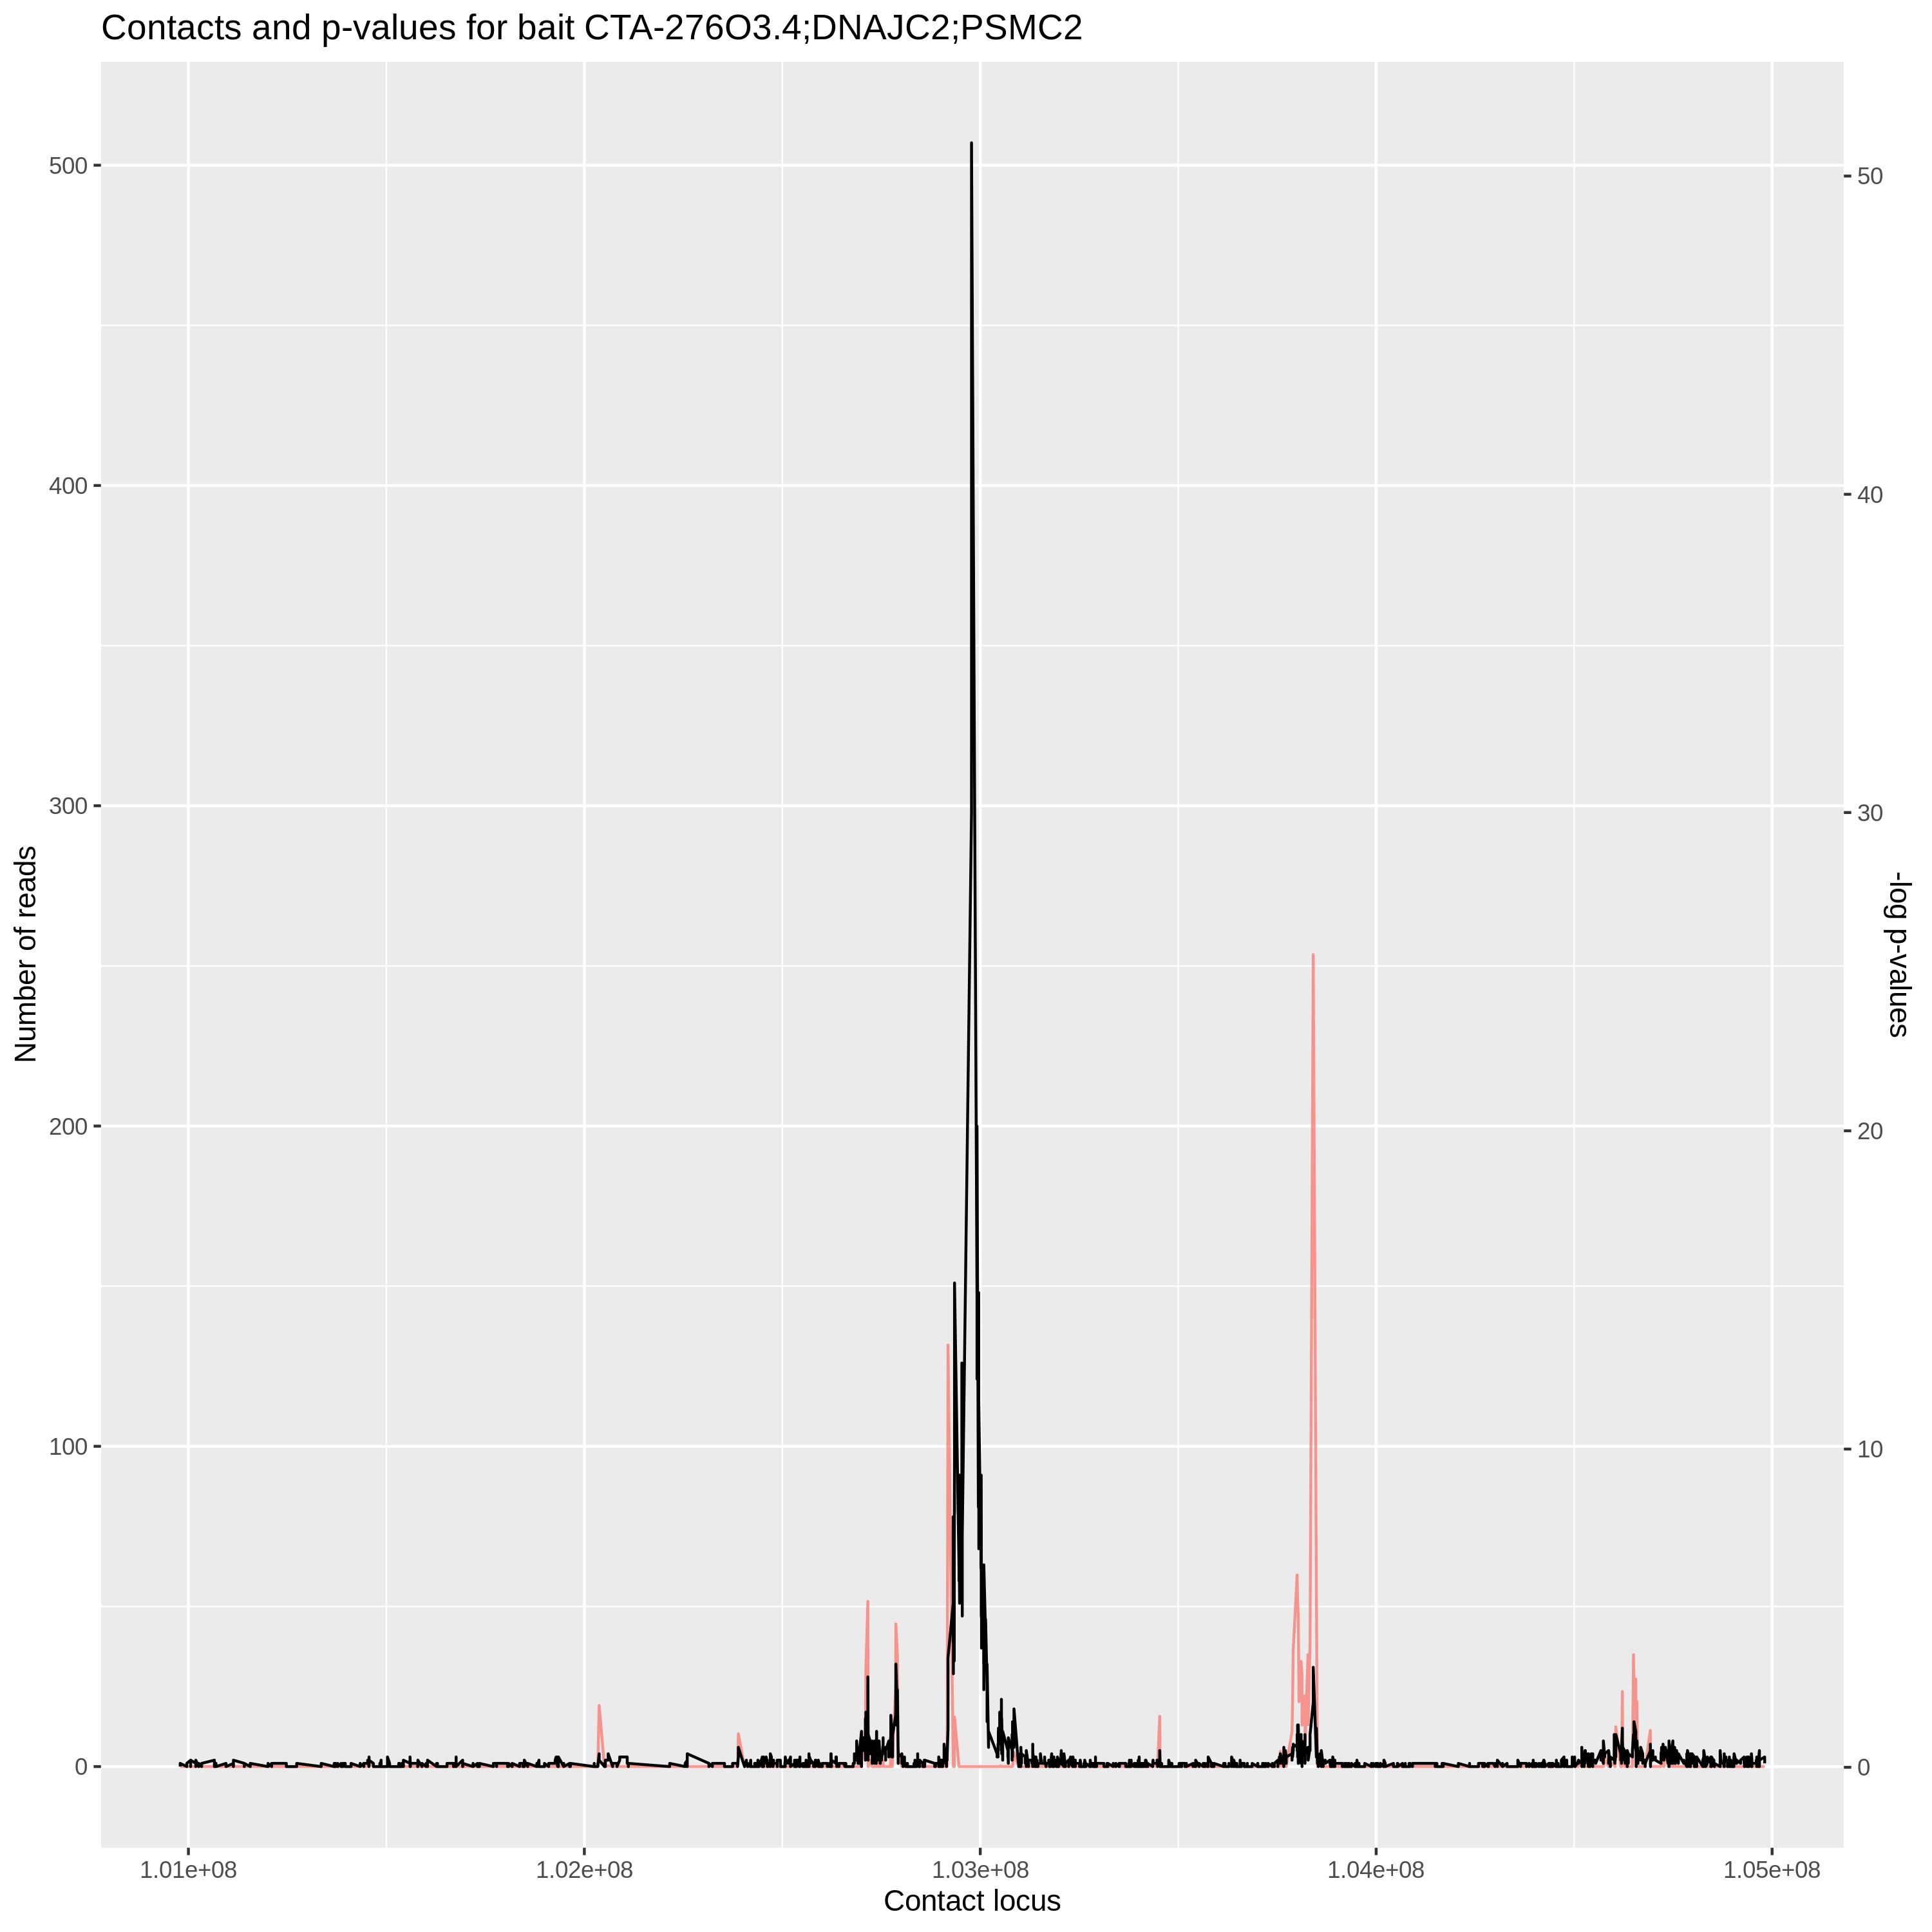 Contacts and p-values for bait CTA-276O3.4;DNAJC2;PSMC2
500
400
300
200
100
0
Number of reads
50
40
30
20
10
0
-log p-values
1.01e+08 1.02e+08 1.03e+08 1.04e+08 1.05e+08
Contact locus